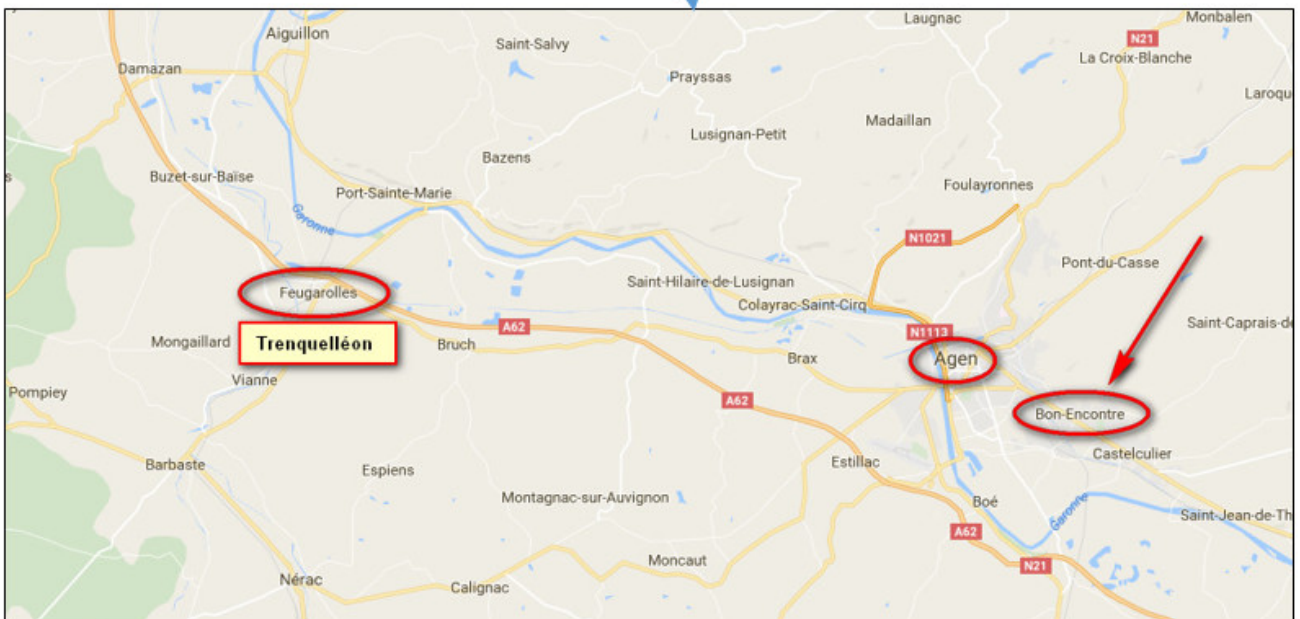 Laugnac
Monbalen
Aiguillon
N21
Saint-Salvy
La Croix-Blanche
Damazan
Prayssas
Laroqu
Madaillan
Lusignan-Petit
Bazens
s
Buzet-sur-Baïse
Port-Sainte-Marie
Foulayronnes
Garonne
N1021
Pont-du-Casse
Saint-Hilaire-de-Lusignan
Feugarolles
Colayrac-Saint-Cirq
Saint-Caprais-de
A62
N1113
Trenquelléon
Mongaillard
Bruch
Brax
Agen
Vianne
Pompiey
A62
Bon-Encontre
Castelculier
Barbaste
Espiens
Estillac
Montagnac-sur-Auvignon
Boé
Garonne
Saint-Jean-de-Th
A62
Moncaut
N21
Nérac
Calignac